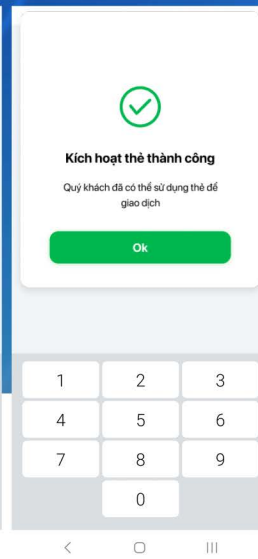 Kích hoạt thẻ thành công
Quý khách đã có thể sử dụng thẻ để
giao dịch
Ok
1 2 3
4 5 6
7 8 9
0